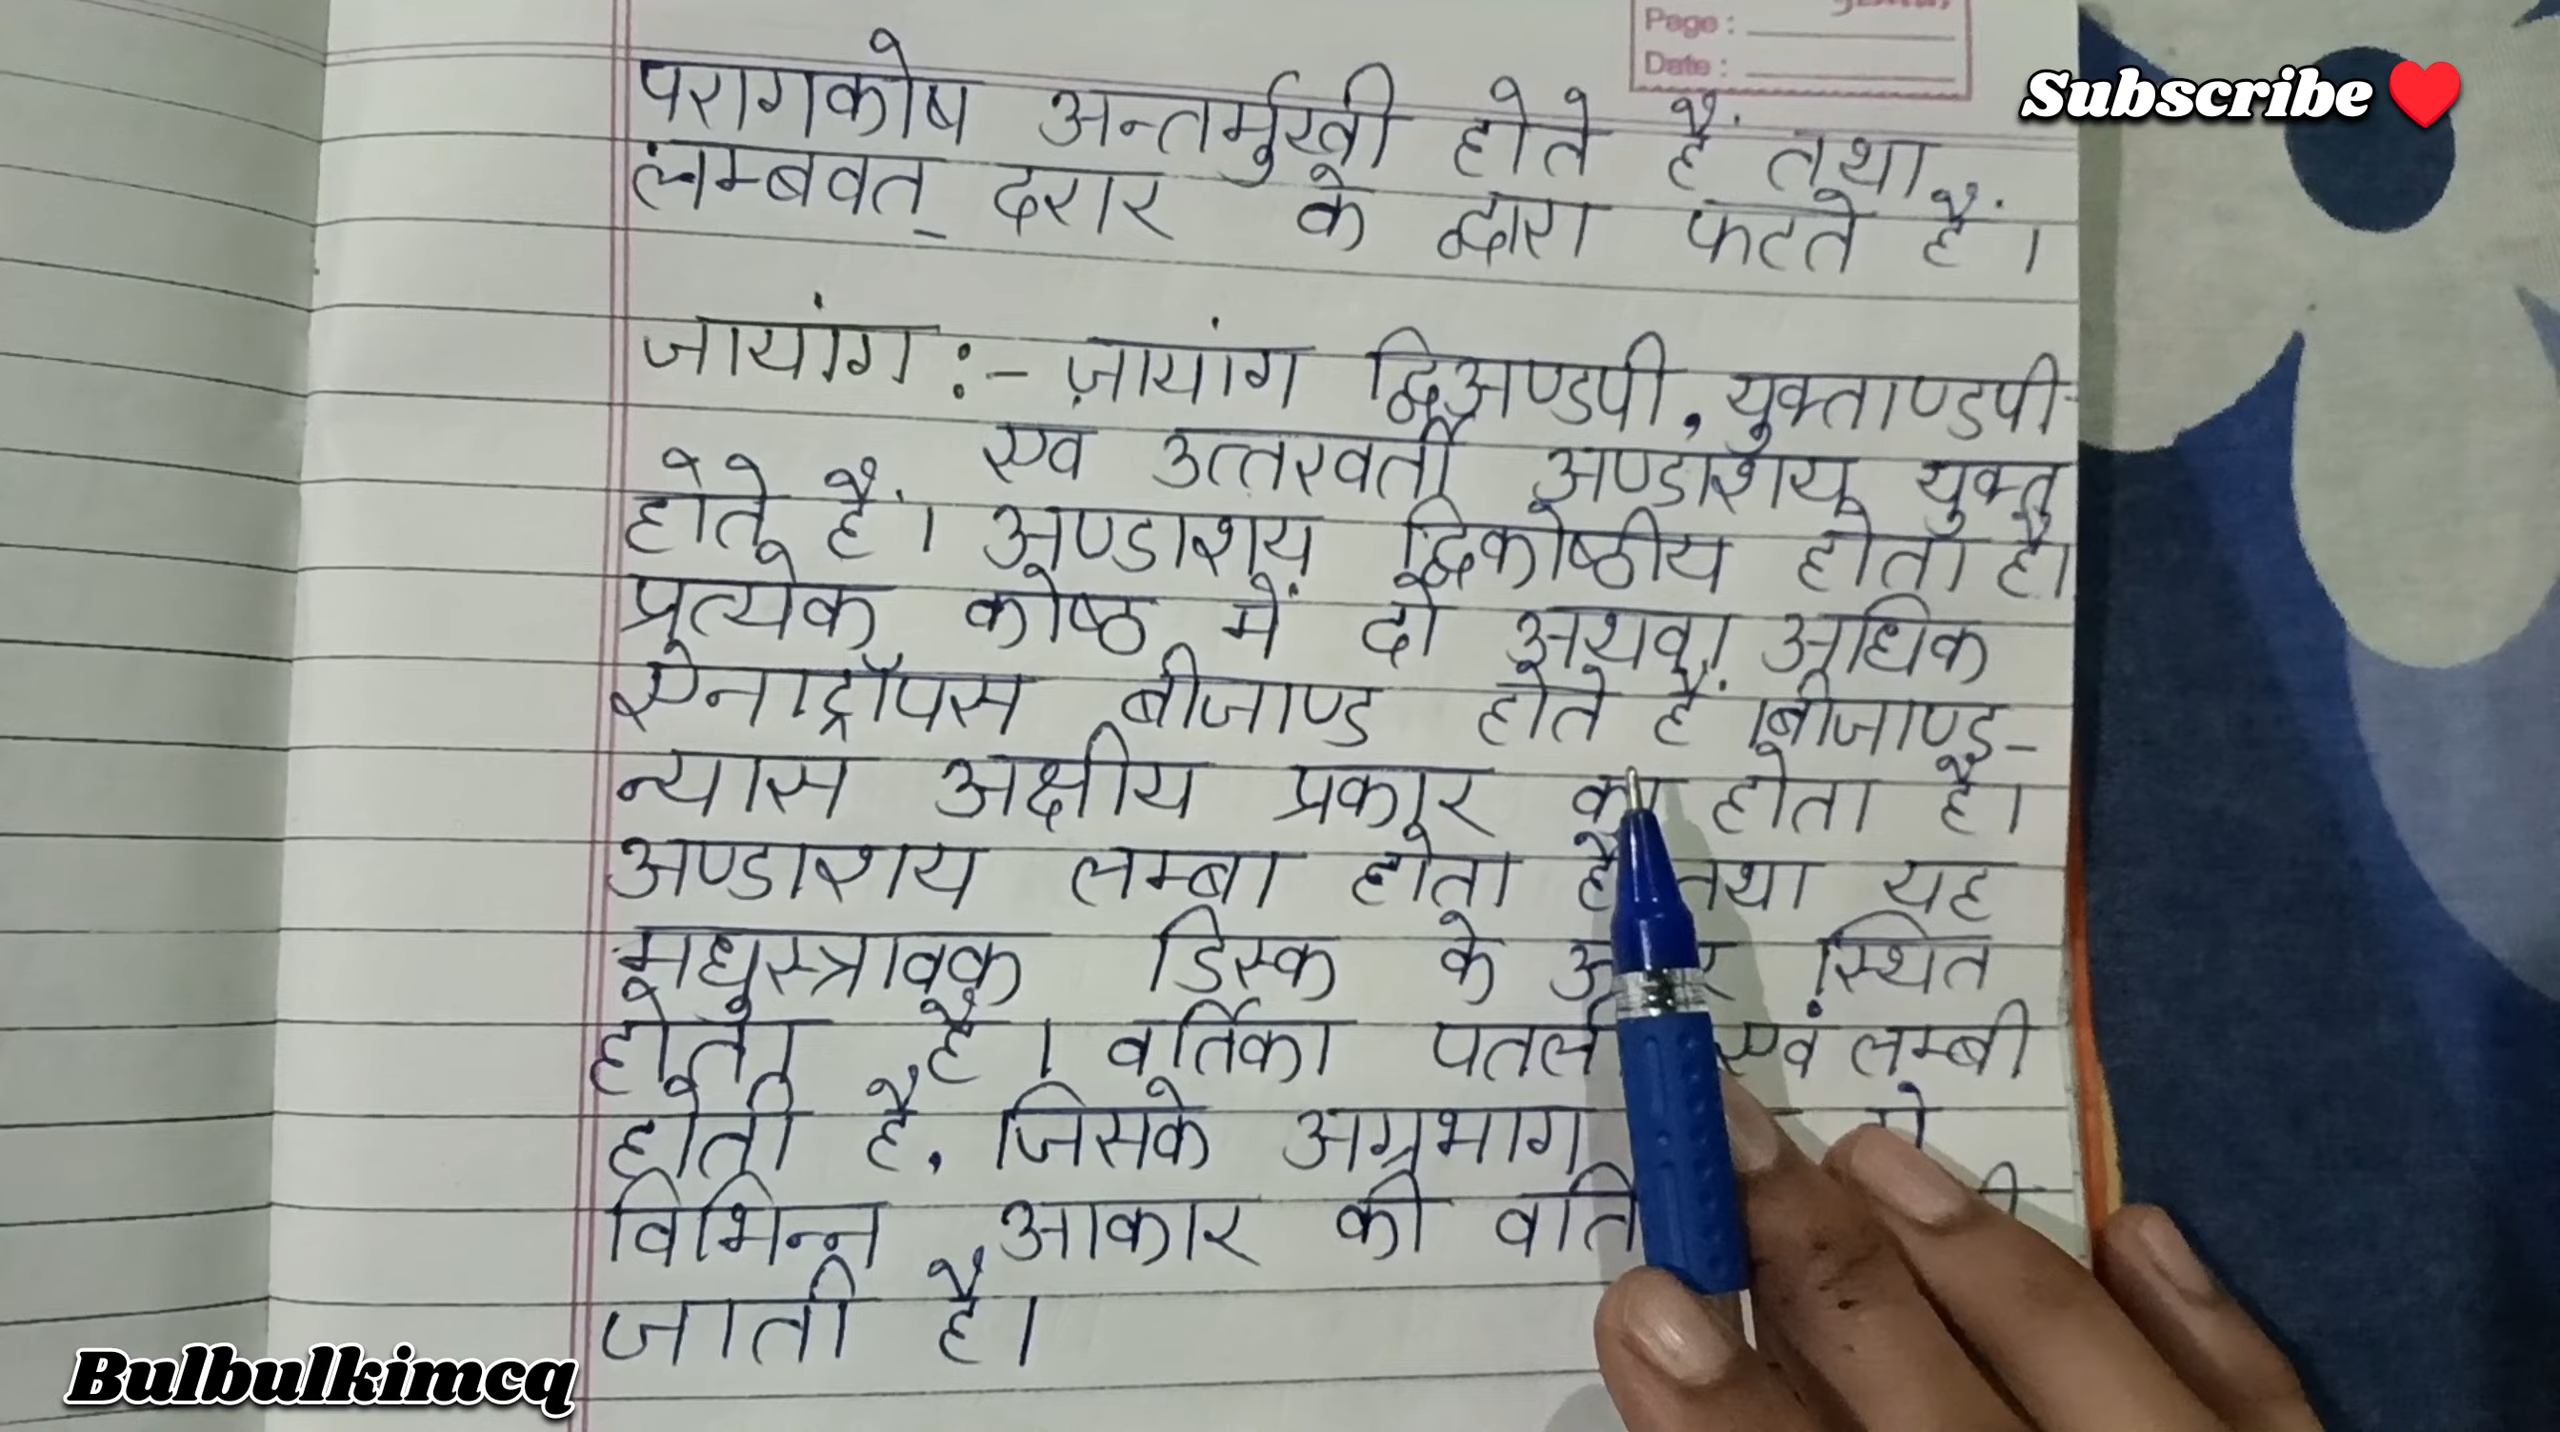 Page :
Date :
Subscribe
परागकोष अन्तर्मुखी होते हैं तथा
लम्बवत् दरार के द्वारा फटते हैं।
जायांग :- जायांग द्विअण्डपी, युक्ताण्डपी
एव उत्तरवर्ती अण्डाशय युक्त
होते हैं। अण्डाशय द्विकोष्ठीय होता है।
प्रत्येक कोष्ठ में दो अथवा अधिक
एनाट्रॉपस बीजाण्ड होते हैं। बीजाण्ड-
न्यास अक्षीय प्रकार का होता है।
अण्डाशय लम्बा होता है तथा यह
मधुस्त्रावक डिस्क के स्थित
होता है। वर्तिका पतली एवं लम्बी
होती है, जिसके अग्रभाग
विभिन्न आकार की
जाती है।
Bulbulkimcq